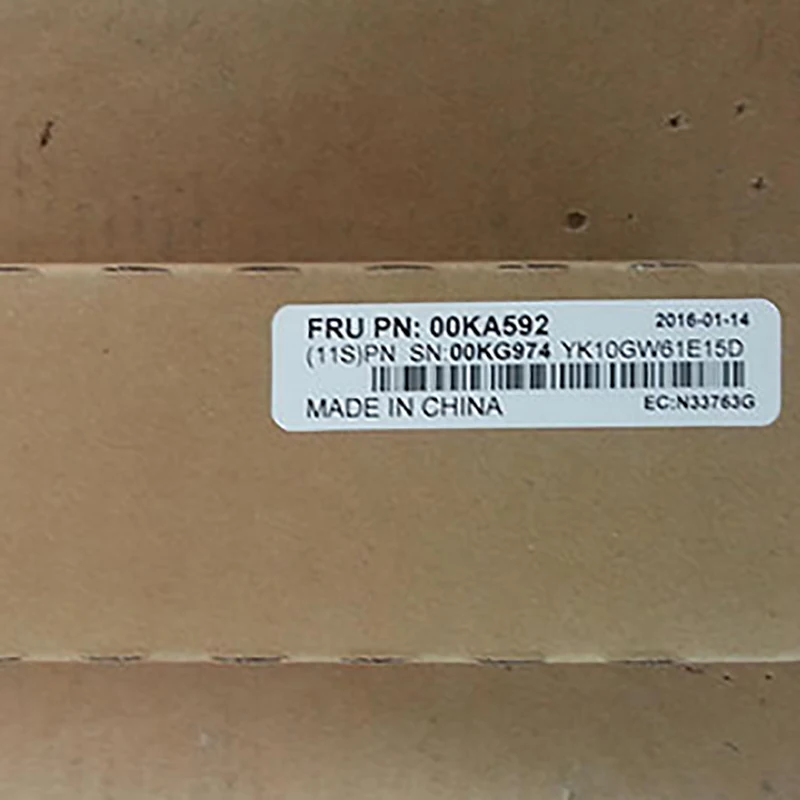 FRU PN: 00KA592 2016-01-14
(11S)PN SN:00KG974 YK10GW61E15D
MADE IN CHINA EC:N33763G